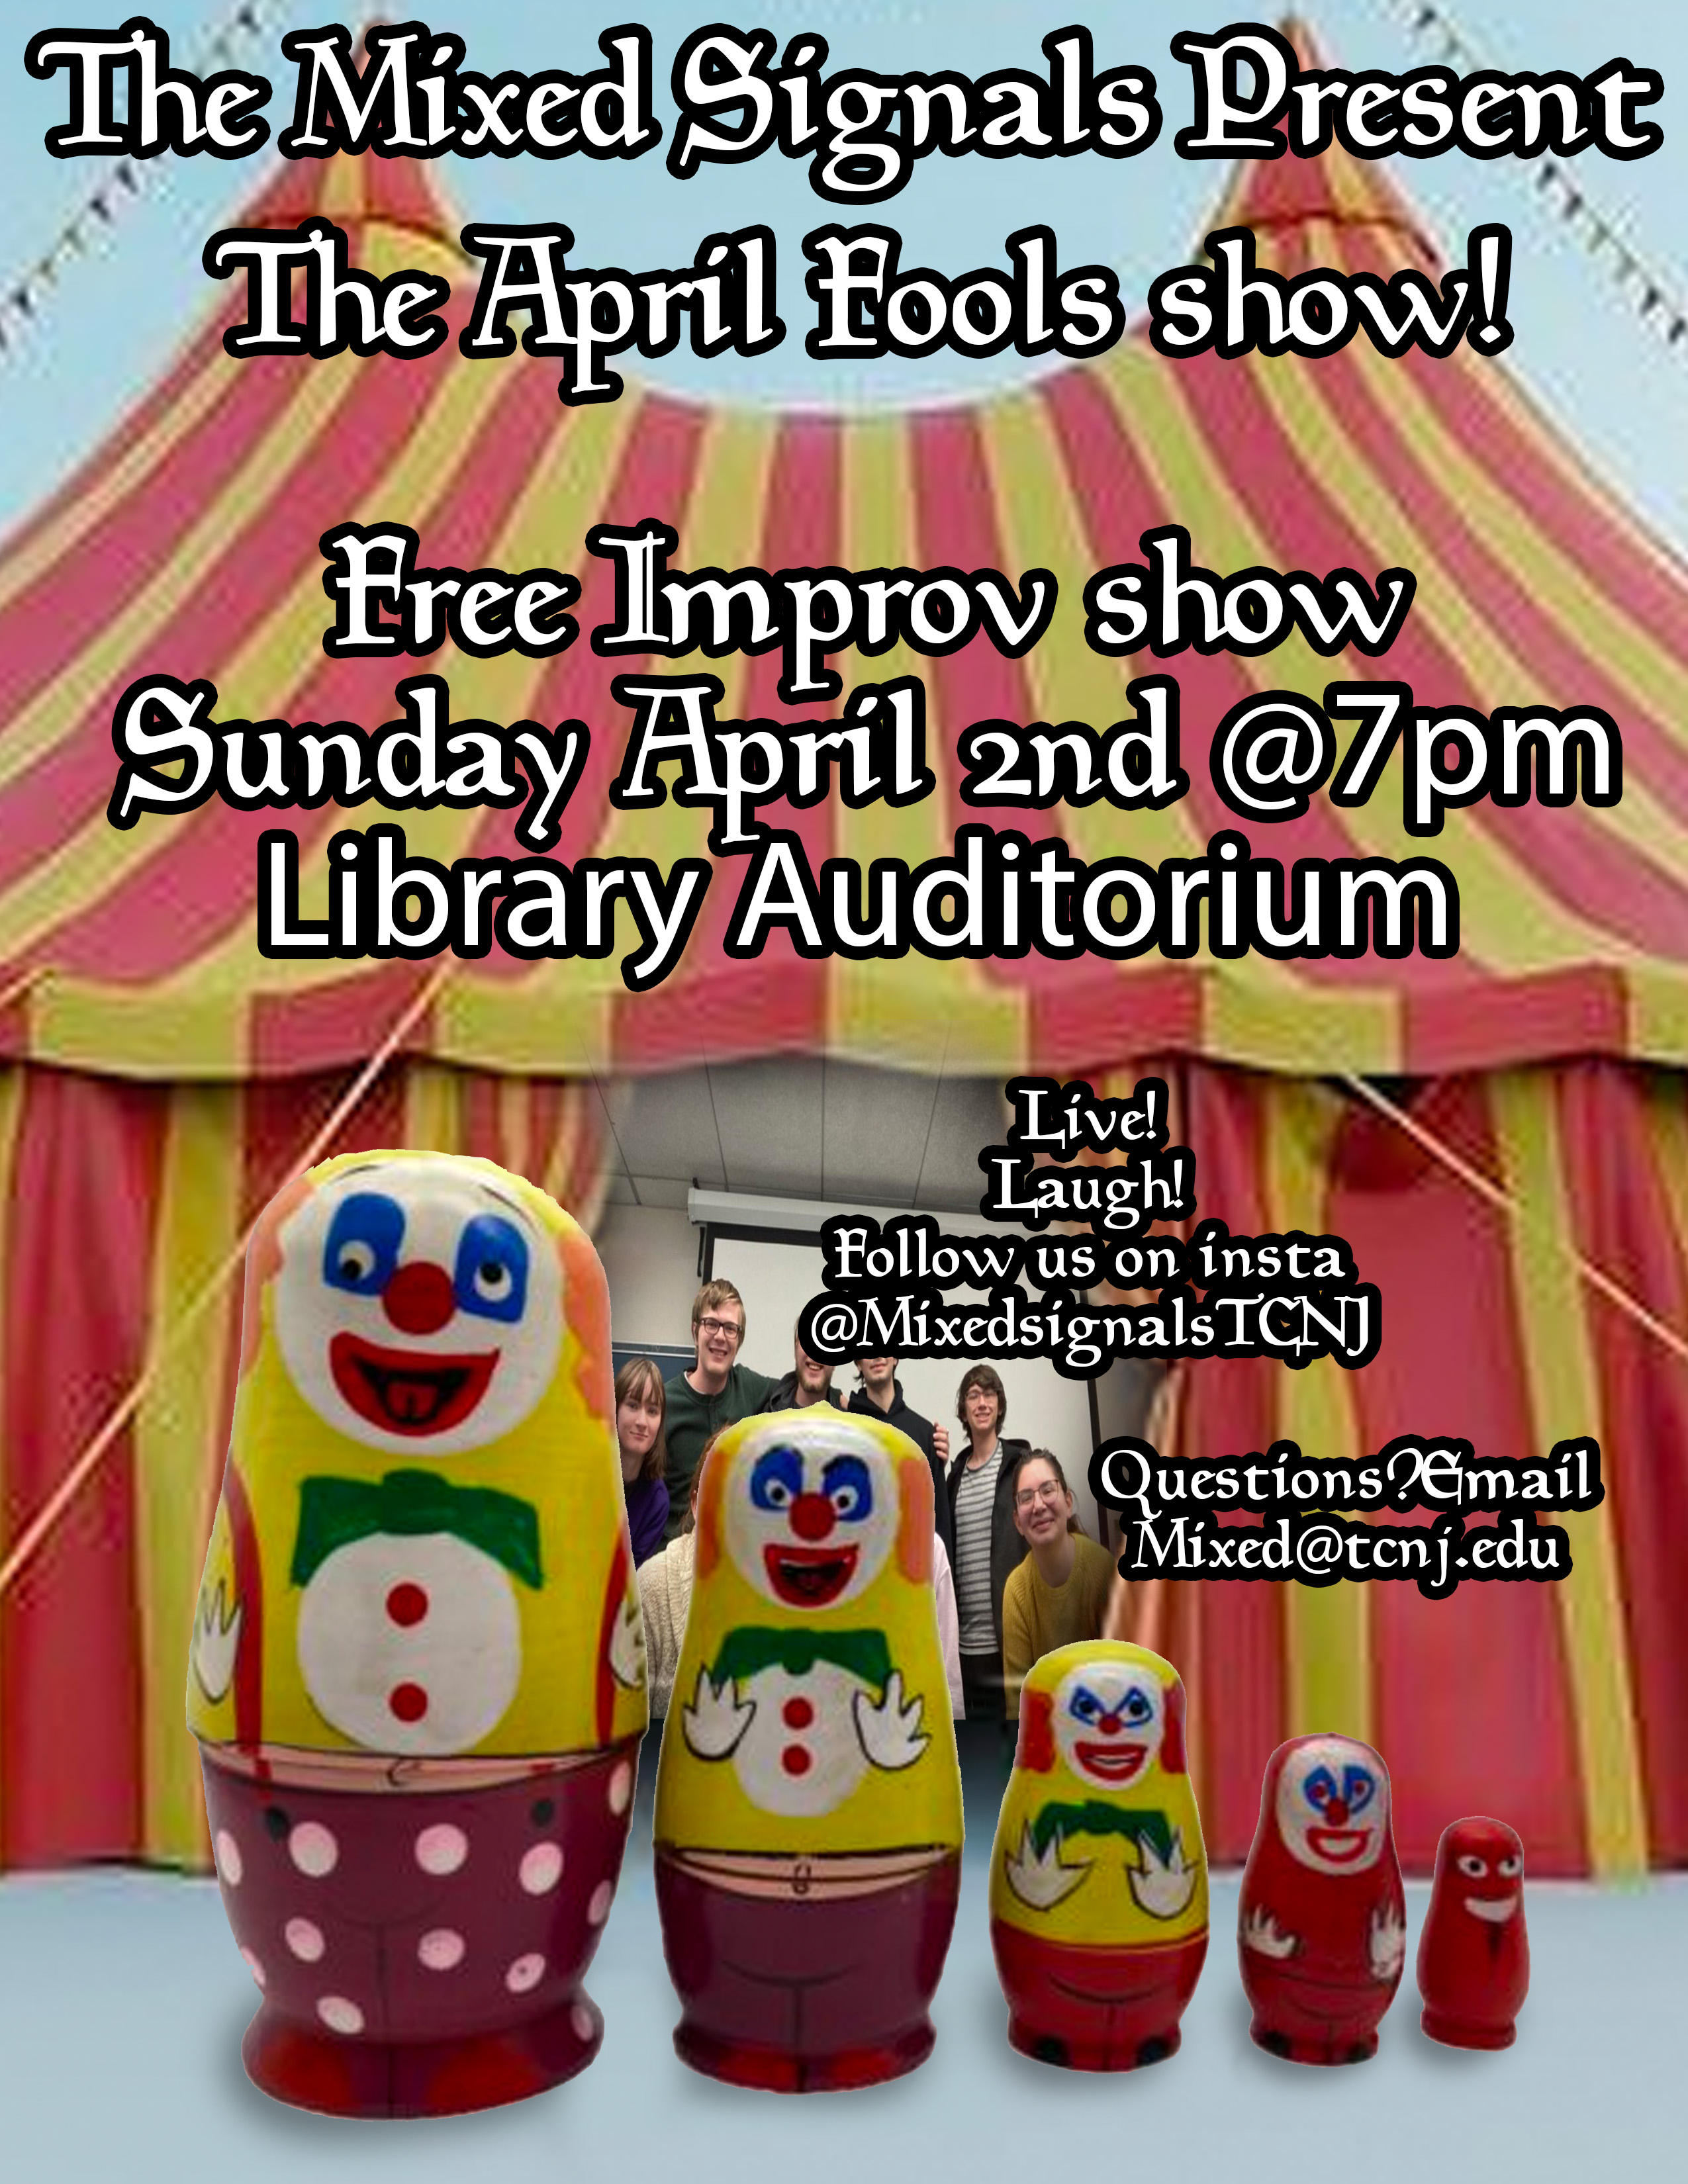 The Mixed Signals Present
The April Fools show!
Free Improv show
Sunday April 2nd @7pm
Library Auditorium
Live!
Laugh!
Follow us on insta
@MixedsignalsTCNJ
Questions?Email
Mixed@tcnj.edu